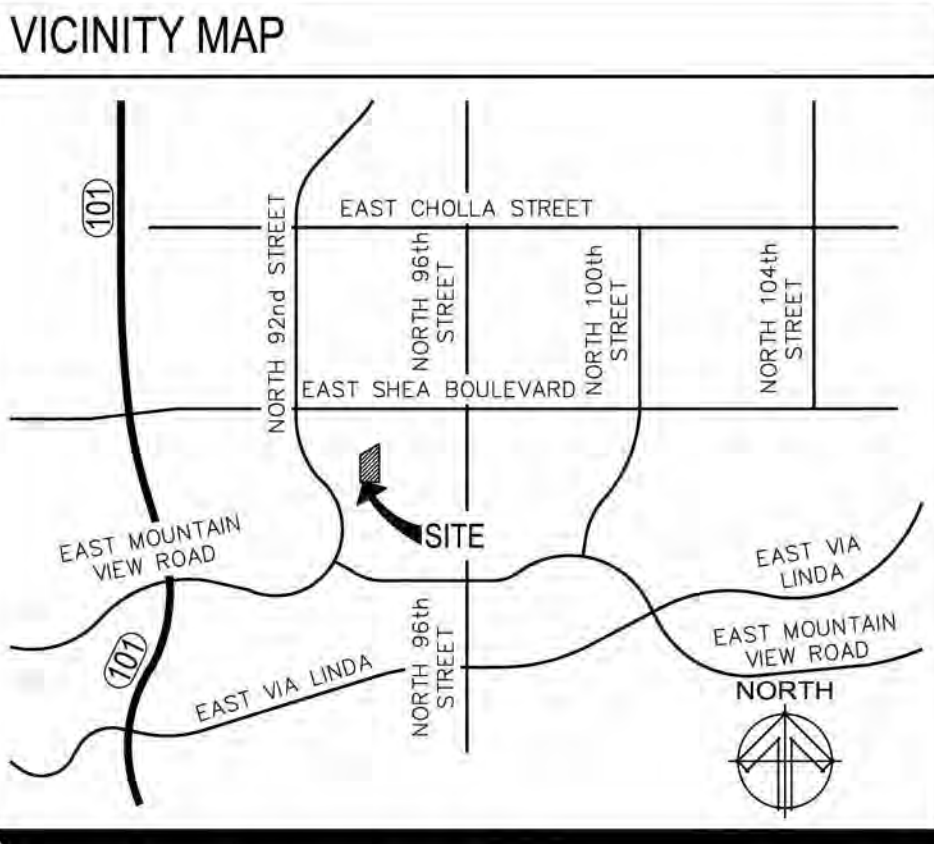 VICINITY MAP
101
EAST CHOLLA STREET
NORTH 92nd STREET
NORTH 96th
STREET
NORTH 100th
STREET
NORTH 104th
STREET
EAST SHEA BOULEVARD
SITE
EAST MOUNTAIN
VIEW ROAD
EAST VIA
LINDA
101
EAST VIA LINDA
NORTH 96th
STREET
EAST MOUNTAIN
VIEW ROAD
NORTH